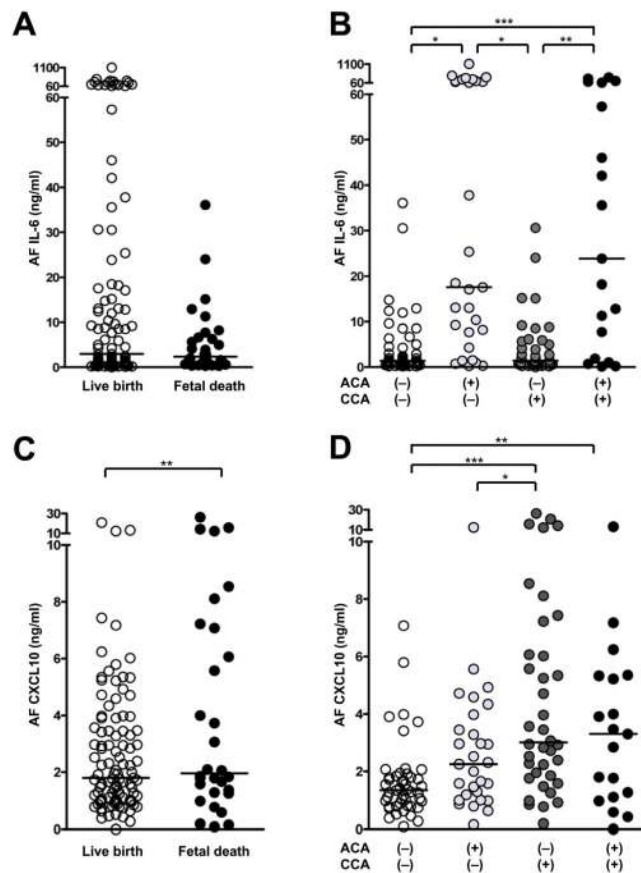 A
1100
60
60
50
40
30
20
10
0
AF IL-6 (ng/ml)
Live birth Fetal death
B
***
* * **
1100
60
60
50
40
30
20
10
0
AF IL-6 (ng/ml)
ACA (–) (+) (–) (+)
CCA (–) (–) (+) (+)
C
**
30
10
10
8
6
4
2
0
AF CXCL10 (ng/ml)
Live birth Fetal death
D
**
***
*
30
10
10
8
6
4
2
0
AF CXCL10 (ng/ml)
ACA (–) (+) (–) (+)
CCA (–) (–) (+) (+)